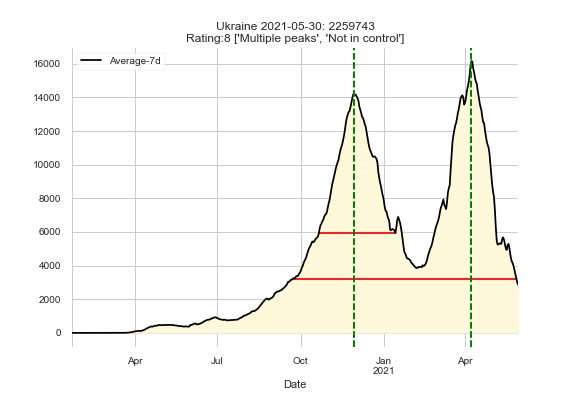 Ukraine 2021-05-30: 2259743
Rating:8 ['Multiple peaks', 'Not in control']
Average-7d
16000
14000
12000
10000
8000
6000
4000
2000
0
Apr
Jul
Oct
Jan
2021
Apr
Date